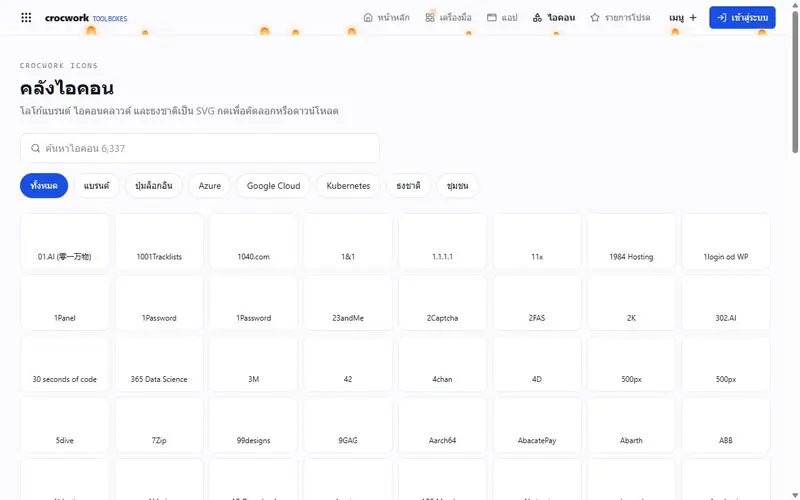 crocwork TOOLBOXES
หน้าหลัก
เครื่องมือ
แอป
ไอคอน
รายการโปรด
เมนู
เข้าสู่ระบบ
CROCWORK ICONS
คลังไอคอน
โลโก้แบรนด์ ไอคอนคลาวด์ และธงชาติเป็น SVG กดเพื่อคัดลอกหรือดาวน์โหลด
ค้นหาไอคอน 6,337
ทั้งหมด
แบรนด์
ปุ่มล็อกอิน
Azure
Google Cloud
Kubernetes
ธงชาติ
ชุมชน
01.AI (零一万物)
1001Tracklists
1040.com
1&1
1.1.1.1
11x
1984 Hosting
1login od WP
1Panel
1Password
1Password
23andMe
2Captcha
2FAS
2K
302.AI
30 seconds of code
365 Data Science
3M
42
4chan
4D
500px
500px
5dive
7Zip
99designs
9GAG
Aarch64
AbacatePay
Abarth
ABB